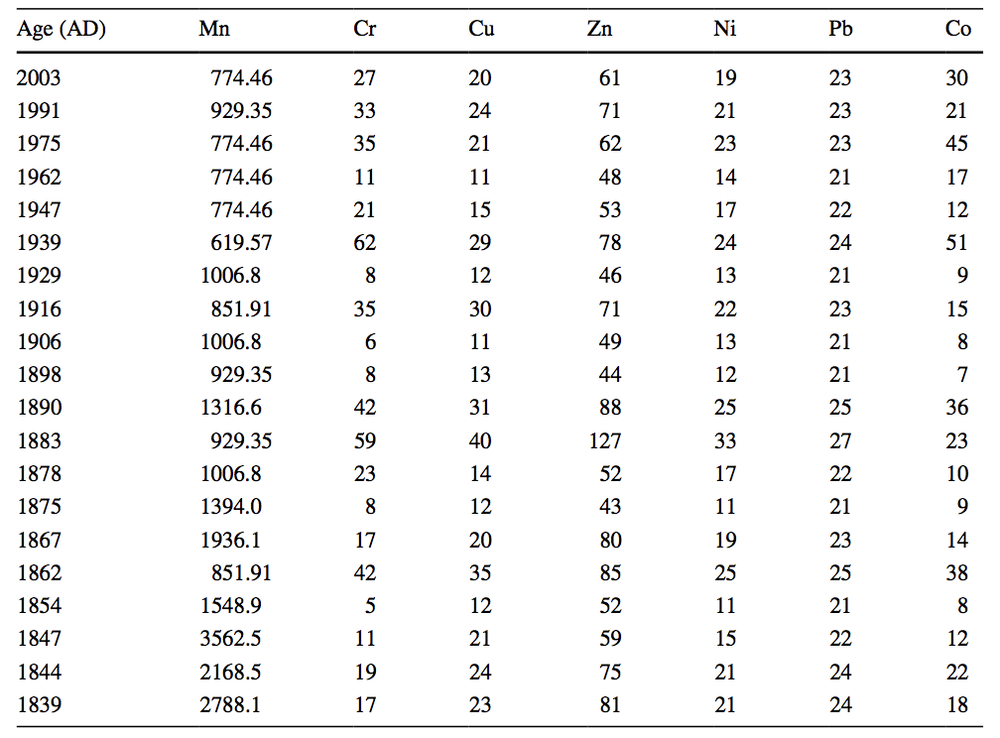 Age (AD) Mn Cr Cu Zn Ni Pb Co
2003 774.46 27 20 61 19 23 30
1991 929.35 33 24 71 21 23 21
1975 774.46 35 21 62 23 23 45
1962 774.46 11 11 48 14 21 17
1947 774.46 21 15 53 17 22 12
1939 619.57 62 29 78 24 24 51
1929 1006.8 8 12 46 13 21 9
1916 851.91 35 30 71 22 23 15
1906 1006.8 6 11 49 13 21 8
1898 929.35 8 13 44 12 21 7
1890 1316.6 42 31 88 25 25 36
1883 929.35 59 40 127 33 27 23
1878 1006.8 23 14 52 17 22 10
1875 1394.0 8 12 43 11 21 9
1867 1936.1 17 20 80 19 23 14
1862 851.91 42 35 85 25 25 38
1854 1548.9 5 12 52 11 21 8
1847 3562.5 11 21 59 15 22 12
1844 2168.5 19 24 75 21 24 22
1839 2788.1 17 23 81 21 24 18